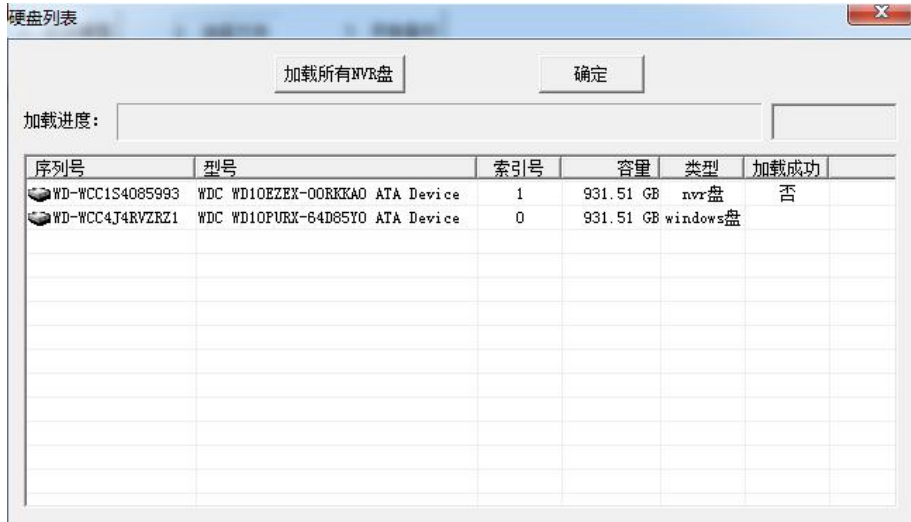 硬盘列表
加载所有NVR盘 确定
加载进度:
序列号 型号 索引号 容里 类型 加载成功
WD-WCC1S4085993 WDC WD10EZEX-00RKKA0 ATA Device 1 931.51 GB nvr盘 否
WD-WCC4J4RVZRZ1 WDC WD10PURX-64D85Y0 ATA Device 0 931.51 GB windows盘